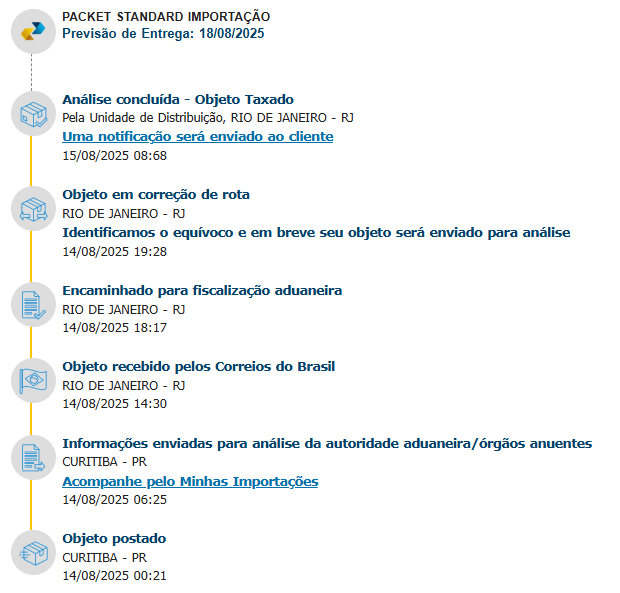 PACKET STANDARD IMPORTAÇÃO
Previsão de Entrega: 18/08/2025
Análise concluída - Objeto Taxado
Pela Unidade de Distribuição, RIO DE JANEIRO - RJ
Uma notificação será enviado ao cliente
15/08/2025 08:68
Objeto em correção de rota
RIO DE JANEIRO - RJ
Identificamos o equívoco e em breve seu objeto será enviado para análise
14/08/2025 19:28
Encaminhado para fiscalização aduaneira
RIO DE JANEIRO - RJ
14/08/2025 18:17
Objeto recebido pelos Correios do Brasil
RIO DE JANEIRO - RJ
14/08/2025 14:30
Informações enviadas para análise da autoridade aduaneira/órgãos anuentes
CURITIBA - PR
Acompanhe pelo Minhas Importações
14/08/2025 06:25
Objeto postado
CURITIBA - PR
14/08/2025 00:21